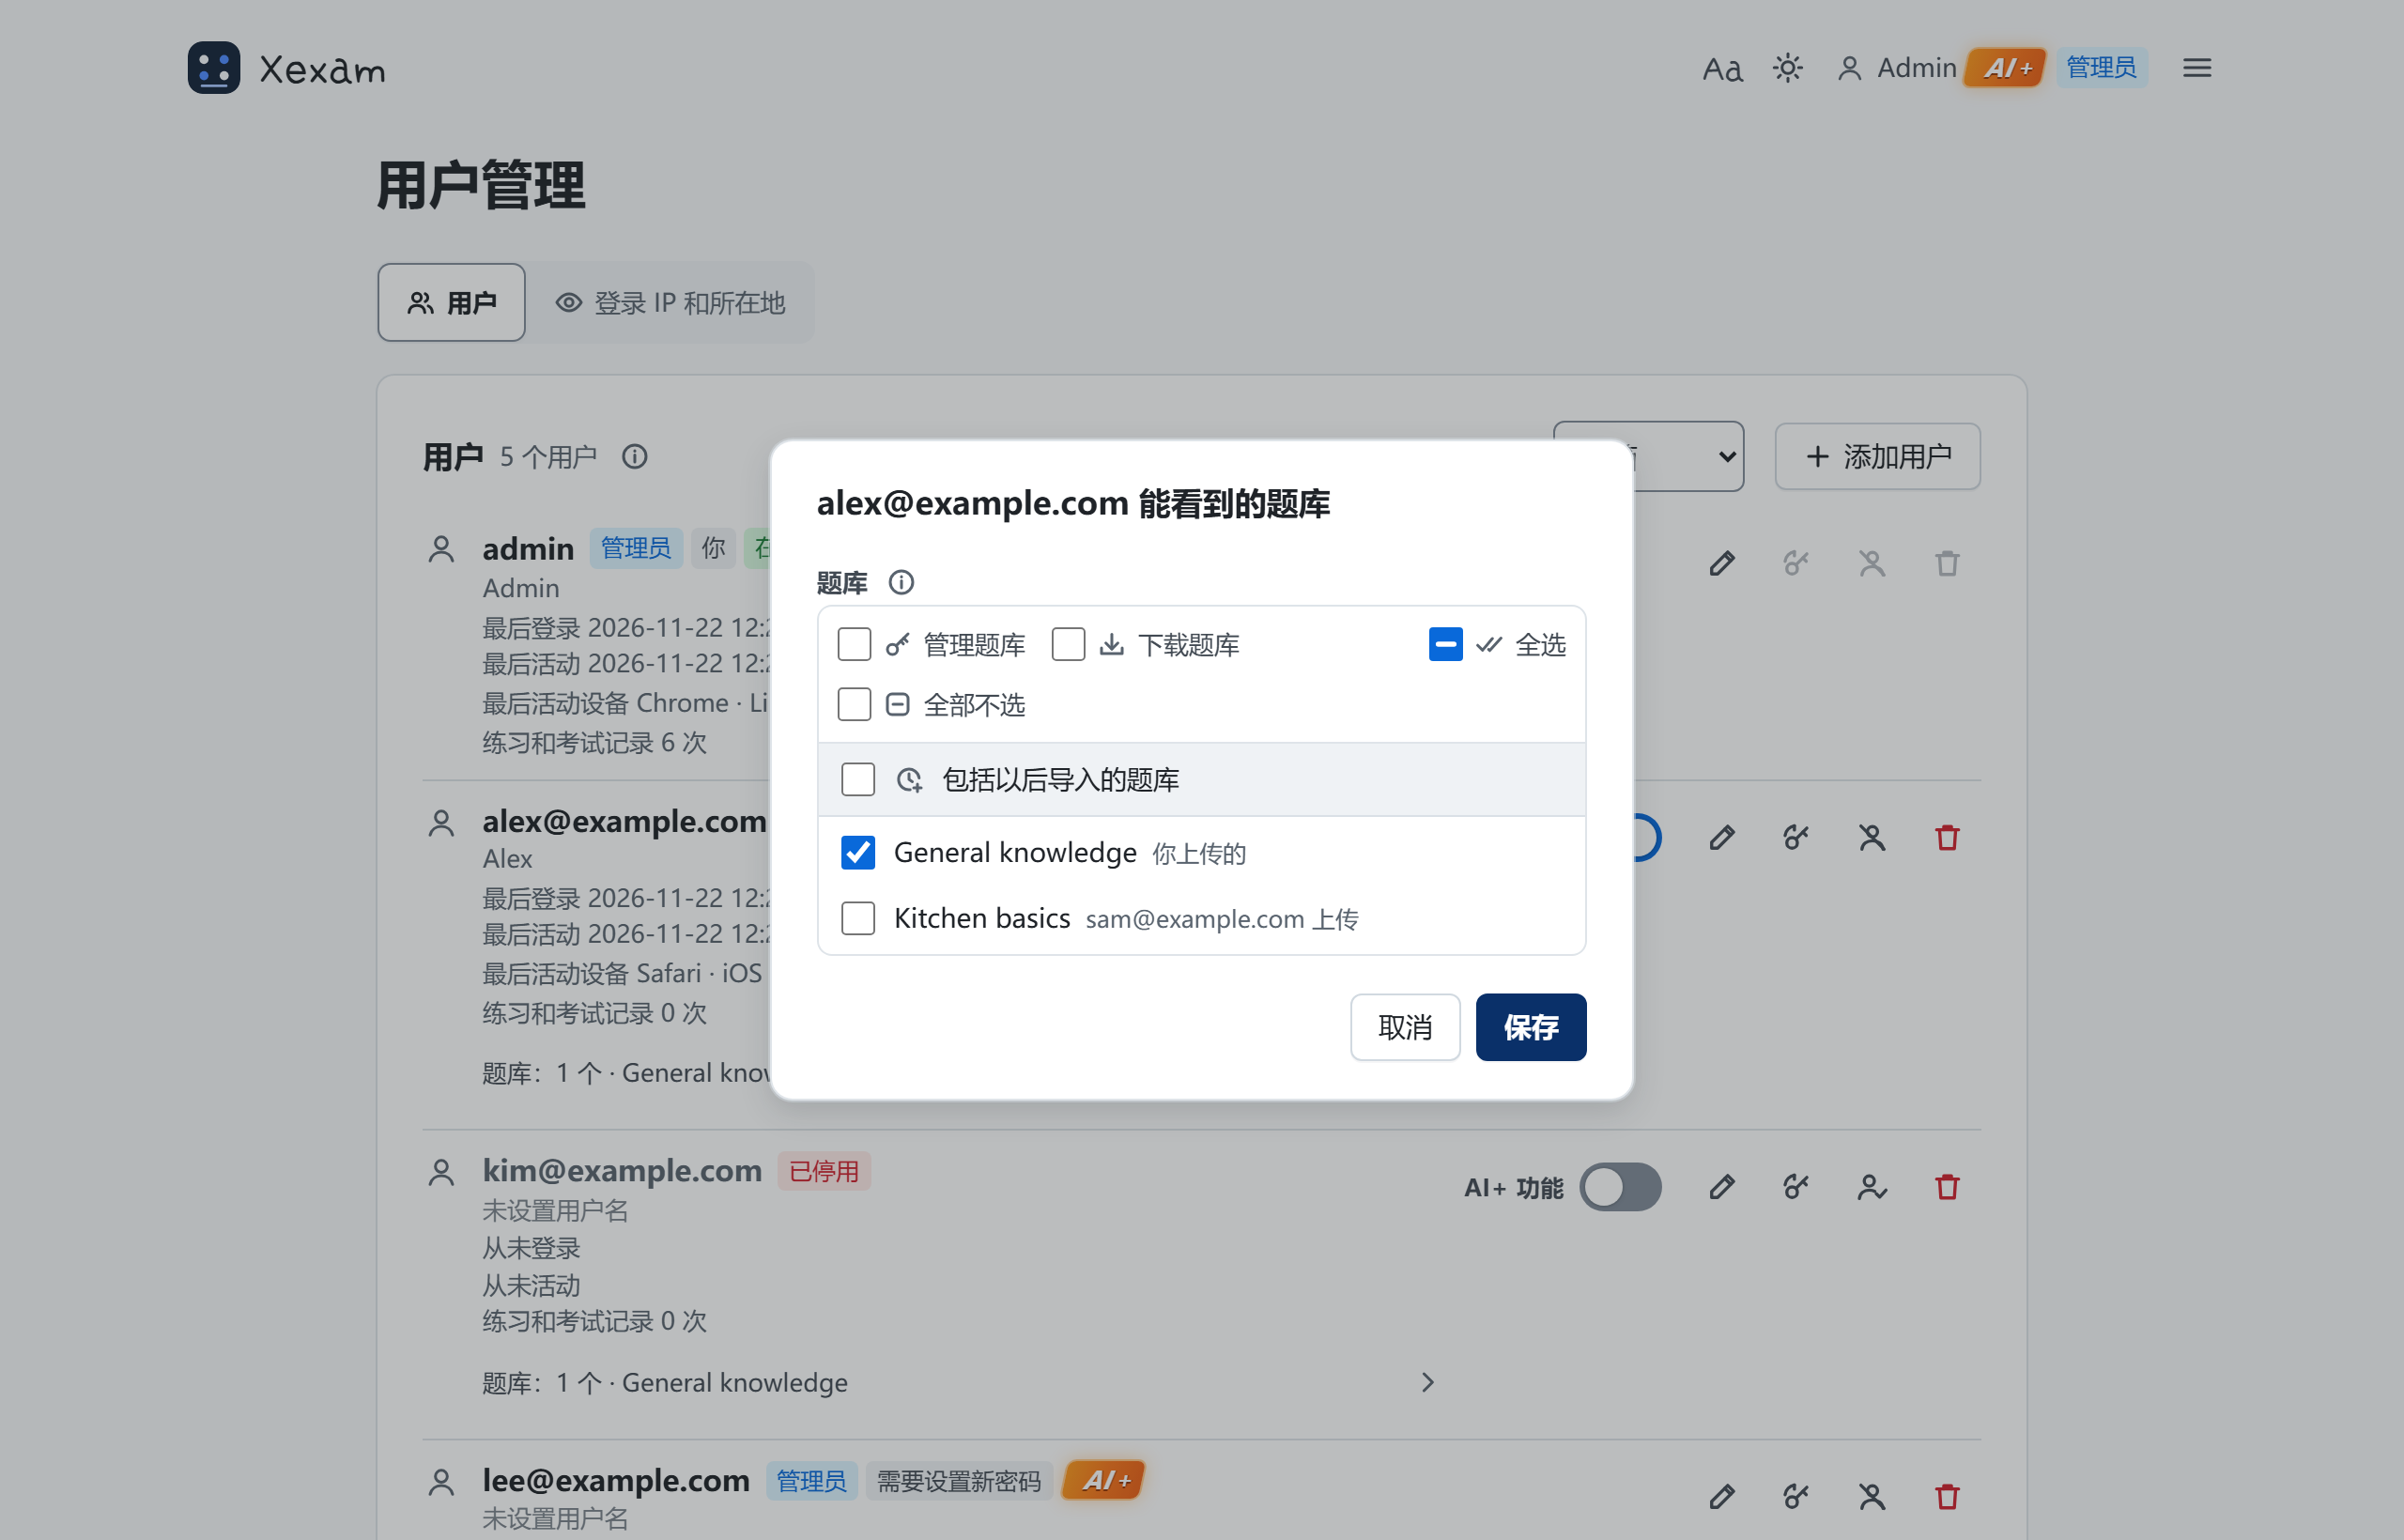 Xexam
Aa Admin AI+ 管理员
用户管理
用户 登录 IP 和所在地
用户 5 个用户
添加用户
admin 管理员 你
Admin
最后登录 2026-11-22
最后活动 2026-11-22
最后活动设备 Chrome ·
练习和考试记录 6 次
alex@example.com
Alex
最后登录 2026-11-22
最后活动 2026-11-22
最后活动设备 Safari · iOS
练习和考试记录 0 次
题库：1 个 · General
alex@example.com 能看到的题库
题库
管理题库 下载题库 全选
全部不选
包括以后导入的题库
General knowledge 你上传的
Kitchen basics sam@example.com 上传
取消 保存
kim@example.com 已停用
AI+ 功能
未设置用户名
从未登录
从未活动
练习和考试记录 0 次
题库：1 个 · General knowledge
lee@example.com 管理员 需要设置新密码 AI+
未设置用户名